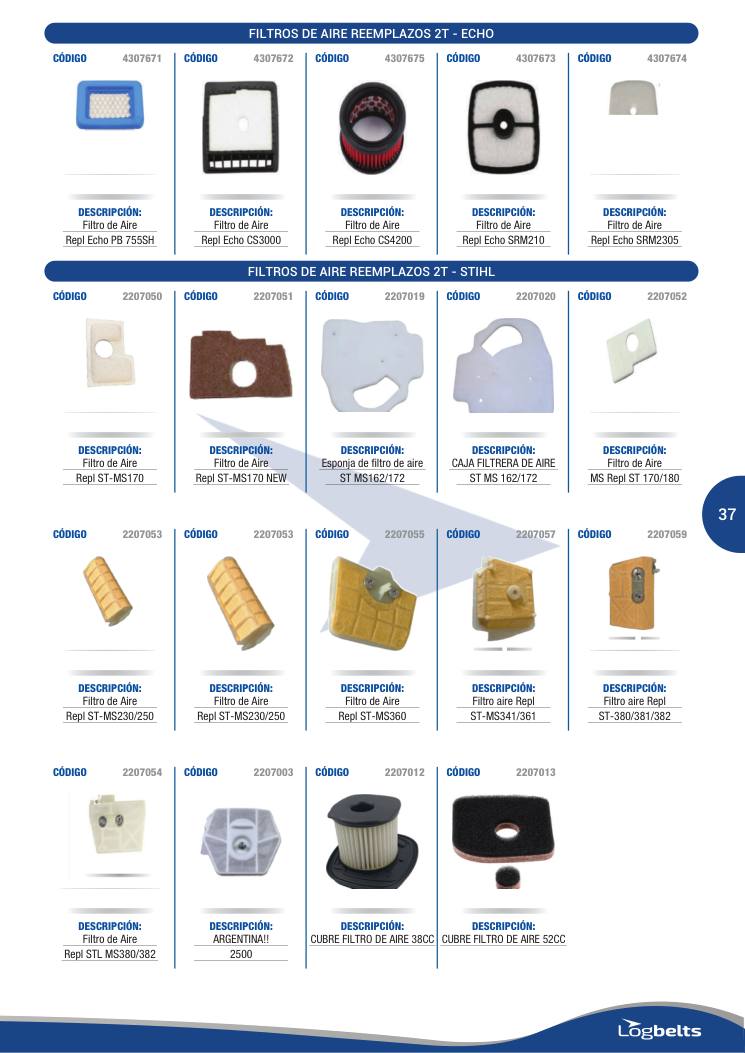 FILTROS DE AIRE REEMPLAZOS 2T - ECHO
CÓDIGO 4307671
DESCRIPCIÓN:
Filtro de Aire
Repl Echo PB 755SH
CÓDIGO 4307672
DESCRIPCIÓN:
Filtro de Aire
Repl Echo CS3000
CÓDIGO 4307675
DESCRIPCIÓN:
Filtro de Aire
Repl Echo CS4200
CÓDIGO 4307673
DESCRIPCIÓN:
Filtro de Aire
Repl Echo SRM210
CÓDIGO 4307674
DESCRIPCIÓN:
Filtro de Aire
Repl Echo SRM2305
FILTROS DE AIRE REEMPLAZOS 2T - STIHL
CÓDIGO 2207050
DESCRIPCIÓN:
Filtro de Aire
Repl ST-MS170
CÓDIGO 2207051
DESCRIPCIÓN:
Filtro de Aire
Repl ST-MS170 NEW
CÓDIGO 2207019
DESCRIPCIÓN:
Esponja de filtro de aire
ST MS162/172
CÓDIGO 2207020
DESCRIPCIÓN:
CAJA FILTRERA DE AIRE
ST MS 162/172
CÓDIGO 2207052
DESCRIPCIÓN:
Filtro de Aire
MS Repl ST 170/180
37
CÓDIGO 2207053
DESCRIPCIÓN:
Filtro de Aire
Repl ST-MS230/250
CÓDIGO 2207053
DESCRIPCIÓN:
Filtro de Aire
Repl ST-MS230/250
CÓDIGO 2207055
DESCRIPCIÓN:
Filtro de Aire
Repl ST-MS360
CÓDIGO 2207057
DESCRIPCIÓN:
Filtro aire Repl
ST-MS341/361
CÓDIGO 2207059
DESCRIPCIÓN:
Filtro aire Repl
ST-380/381/382
CÓDIGO 2207054
DESCRIPCIÓN:
Filtro de Aire
Repl STL MS380/382
CÓDIGO 2207003
DESCRIPCIÓN:
ARGENTINA!!
2500
CÓDIGO 2207012
DESCRIPCIÓN:
CUBRE FILTRO DE AIRE 38CC
CÓDIGO 2207013
DESCRIPCIÓN:
CUBRE FILTRO DE AIRE 52CC
Logbelts